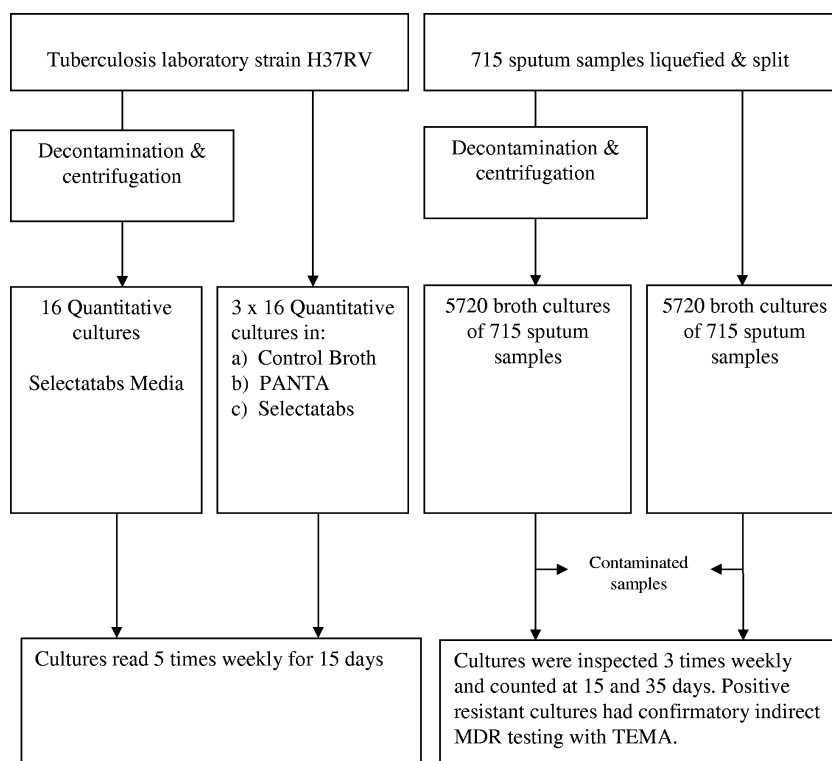 Tuberculosis laboratory strain H37RV
715 sputum samples liquefied & split
Decontamination &
centrifugation
Decontamination &
centrifugation
16 Quantitative
cultures
Selectatabs Media
3 x 16 Quantitative
cultures in:
a) Control Broth
b) PANTA
c) Selectatabs
5720 broth cultures
of 715 sputum
samples
5720 broth cultures
of 715 sputum
samples
Contaminated
samples
Cultures read 5 times weekly for 15 days
Cultures were inspected 3 times weekly
and counted at 15 and 35 days. Positive
resistant cultures had confirmatory indirect
MDR testing with TEMA.